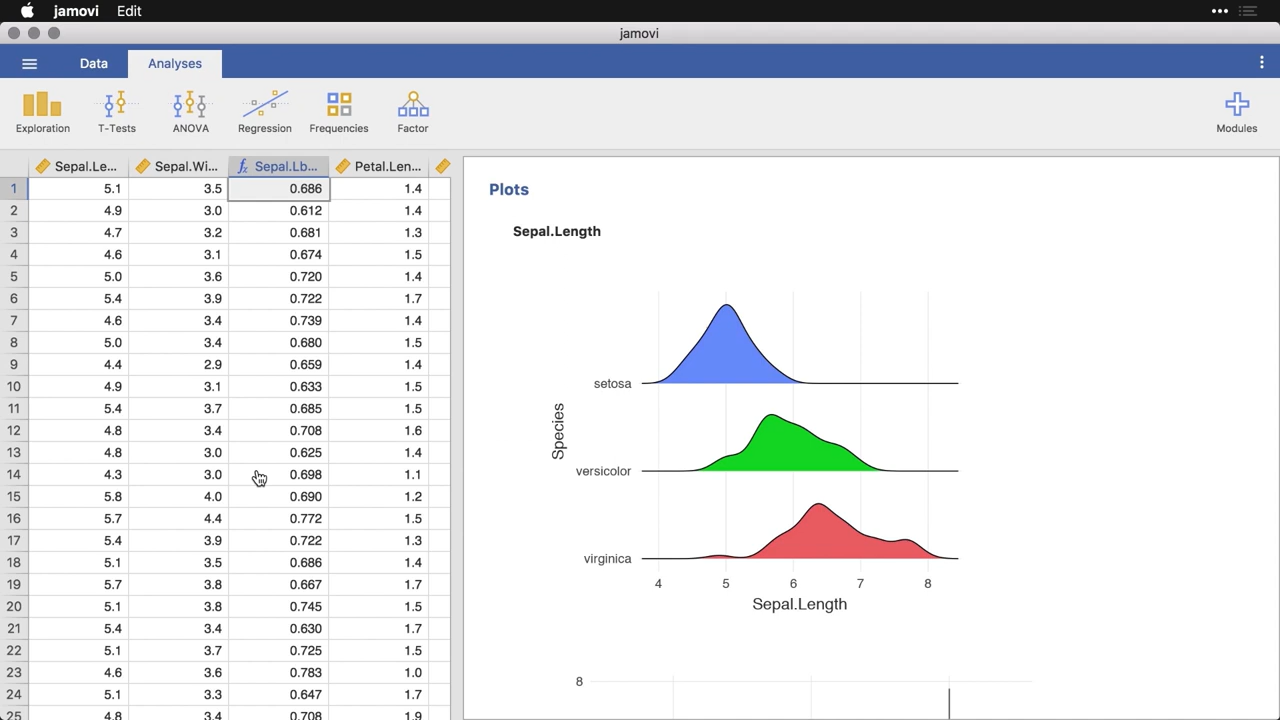 jamovi Edit
jamovi
Data Analyses
Exploration T-Tests ANOVA Regression Frequencies Factor Modules
Sepal.Le... Sepal.Wi... fx Sepal.Lb... Petal.Len...
1 5.1 3.5 0.686 1.4
2 4.9 3.0 0.612 1.4
3 4.7 3.2 0.681 1.3
4 4.6 3.1 0.674 1.5
5 5.0 3.6 0.720 1.4
6 5.4 3.9 0.722 1.7
7 4.6 3.4 0.739 1.4
8 5.0 3.4 0.680 1.5
9 4.4 2.9 0.659 1.4
10 4.9 3.1 0.633 1.5
11 5.4 3.7 0.685 1.5
12 4.8 3.4 0.708 1.6
13 4.8 3.0 0.625 1.4
14 4.3 3.0 0.698 1.1
15 5.8 4.0 0.690 1.2
16 5.7 4.4 0.772 1.5
17 5.4 3.9 0.722 1.3
18 5.1 3.5 0.686 1.4
19 5.7 3.8 0.667 1.7
20 5.1 3.8 0.745 1.5
21 5.4 3.4 0.630 1.7
22 5.1 3.7 0.725 1.5
23 4.6 3.6 0.783 1.0
24 5.1 3.3 0.647 1.7
25 4.8 3.4 0.708 1.9
Plots
Sepal.Length
setosa
Species
versicolor
virginica
4 5 6 7 8
Sepal.Length
8